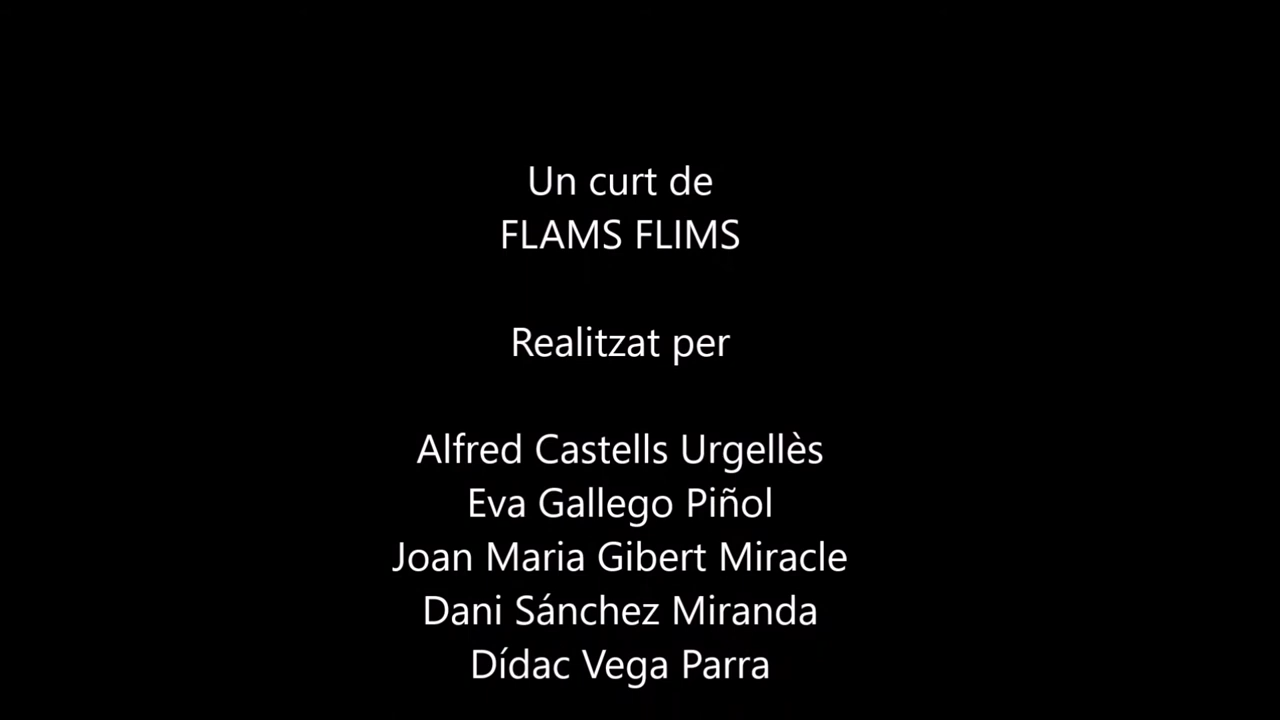 Un curt de
FLAMS FLIMS
Realitzat per
Alfred Castells Urgellès
Eva Gallego Piñol
Joan Maria Gibert Miracle
Dani Sánchez Miranda
Dídac Vega Parra